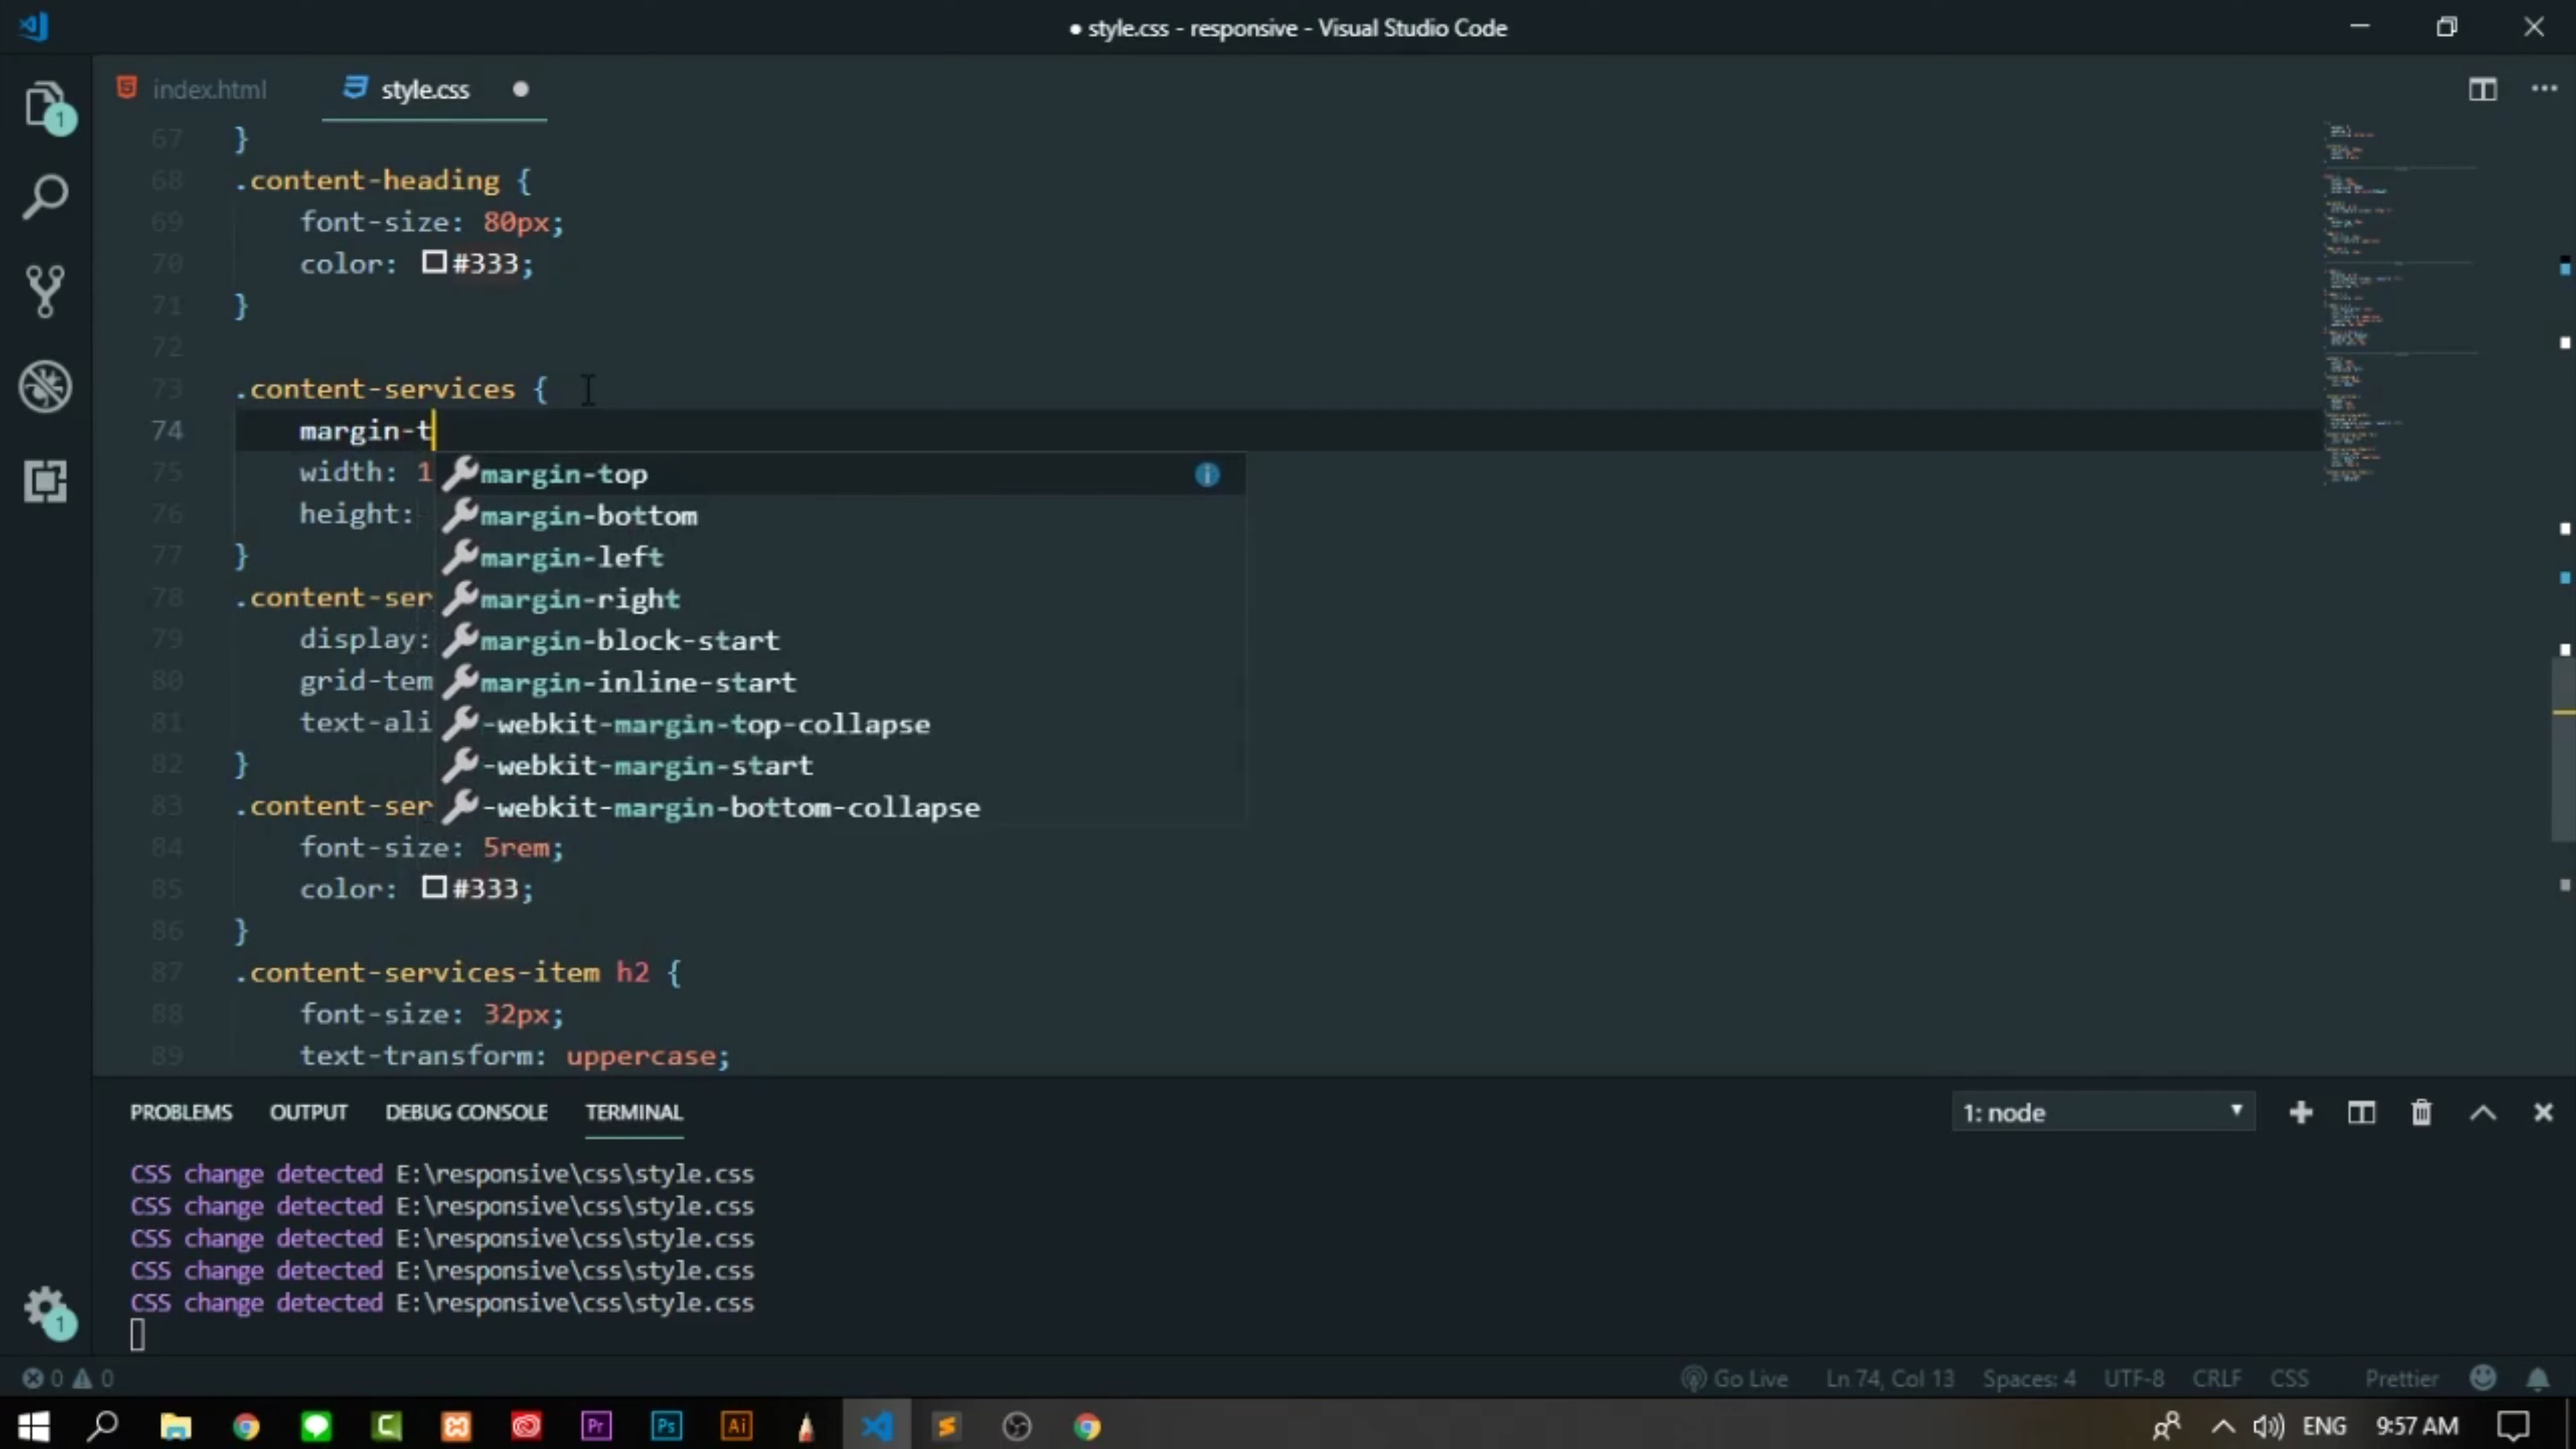 ● style.css - responsive - Visual Studio Code
index.html
style.css
67 }
68 .content-heading {
69 font-size: 80px;
70 color: #333;
71 }
72
73 .content-services {
74 margin-t
75 width: 1
76 height:
77 }
78 .content-ser
79 display:
80 grid-tem
81 text-ali
82 }
83 .content-ser
84 font-size: 5rem;
85 color: #333;
86 }
87 .content-services-item h2 {
88 font-size: 32px;
89 text-transform: uppercase;
margin-top
margin-bottom
margin-left
margin-right
margin-block-start
margin-inline-start
-webkit-margin-top-collapse
-webkit-margin-start
-webkit-margin-bottom-collapse
1
PROBLEMS OUTPUT DEBUG CONSOLE TERMINAL
1: node
CSS change detected E:\responsive\css\style.css
CSS change detected E:\responsive\css\style.css
CSS change detected E:\responsive\css\style.css
CSS change detected E:\responsive\css\style.css
CSS change detected E:\responsive\css\style.css
1
0 0
Go Live Ln 74, Col 13 Spaces: 4 UTF-8 CRLF CSS Prettier
Pr Ps Ai
ENG 9:57 AM